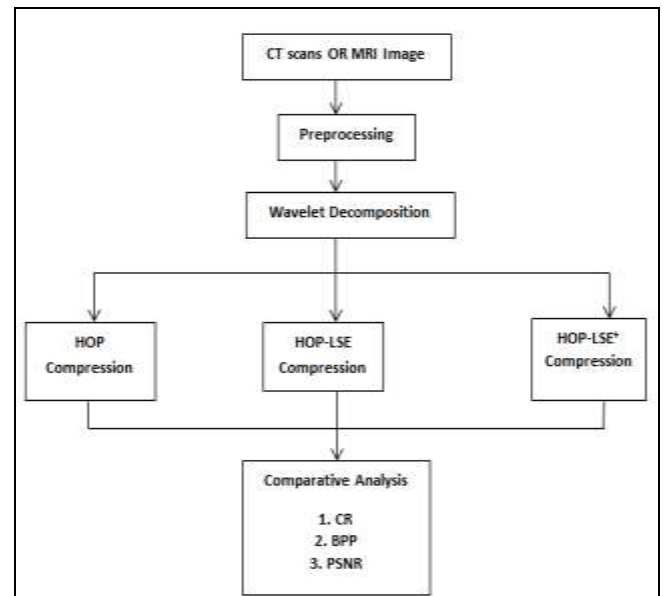 CT scans OR MRI Image
Preprocessing
Wavelet Decomposition
HOP
Compression
HOP-LSE
Compression
HOP-LSE⁺
Compression
Comparative Analysis
1. CR
2. BPP
3. PSNR